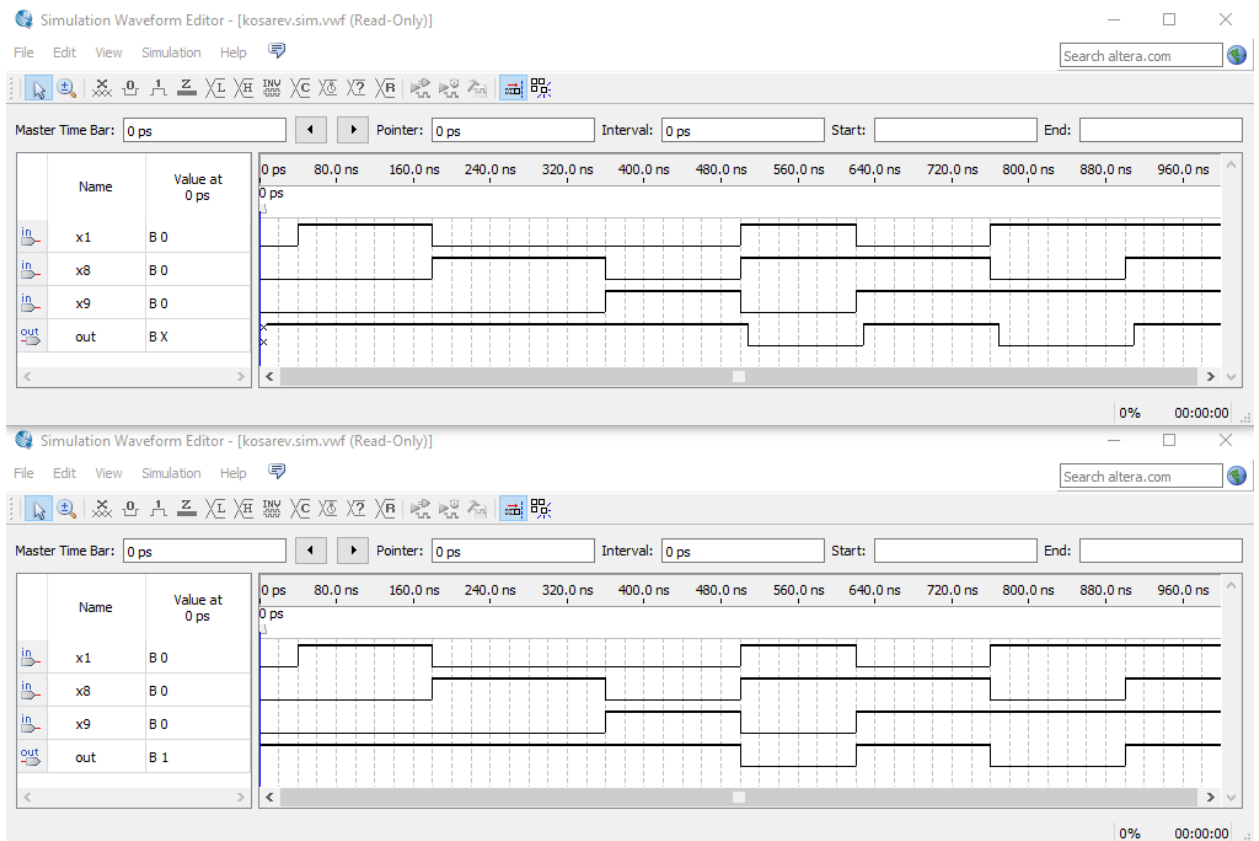 Simulation Waveform Editor - [kosarev.sim.vwf (Read-Only)]
File Edit View Simulation Help
Search altera.com
Master Time Bar: 0 ps Pointer: 0 ps Interval: 0 ps Start: End:
Name Value at 0 ps
0 ps 80.0 ns 160.0 ns 240.0 ns 320.0 ns 400.0 ns 480.0 ns 560.0 ns 640.0 ns 720.0 ns 800.0 ns 880.0 ns 960.0 ns
0 ps
in x1 B 0
in x8 B 0
in x9 B 0
out out B X
0% 00:00:00
Simulation Waveform Editor - [kosarev.sim.vwf (Read-Only)]
File Edit View Simulation Help
Search altera.com
Master Time Bar: 0 ps Pointer: 0 ps Interval: 0 ps Start: End:
Name Value at 0 ps
0 ps 80.0 ns 160.0 ns 240.0 ns 320.0 ns 400.0 ns 480.0 ns 560.0 ns 640.0 ns 720.0 ns 800.0 ns 880.0 ns 960.0 ns
0 ps
in x1 B 0
in x8 B 0
in x9 B 0
out out B 1
0% 00:00:00